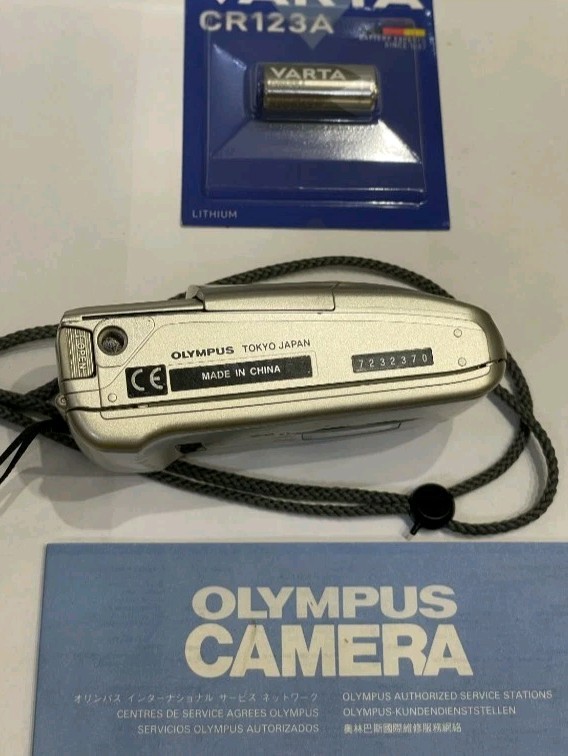 VARTA
CR123A
VARTA
LITHIUM
OLYMPUS TOKYO JAPAN
CE MADE IN CHINA
7232370
OLYMPUS
CAMERA
オリンパス インターナショナル サービス ネットワーク
CENTRES DE SERVICE AGREES OLYMPUS
SERVICIOS OLYMPUS AUTORIZADOS
OLYMPUS AUTHORIZED SERVICE STATIONS
OLYMPUS-KUNDENDIENSTSTELLEN
奧林巴斯國際維修服務網絡